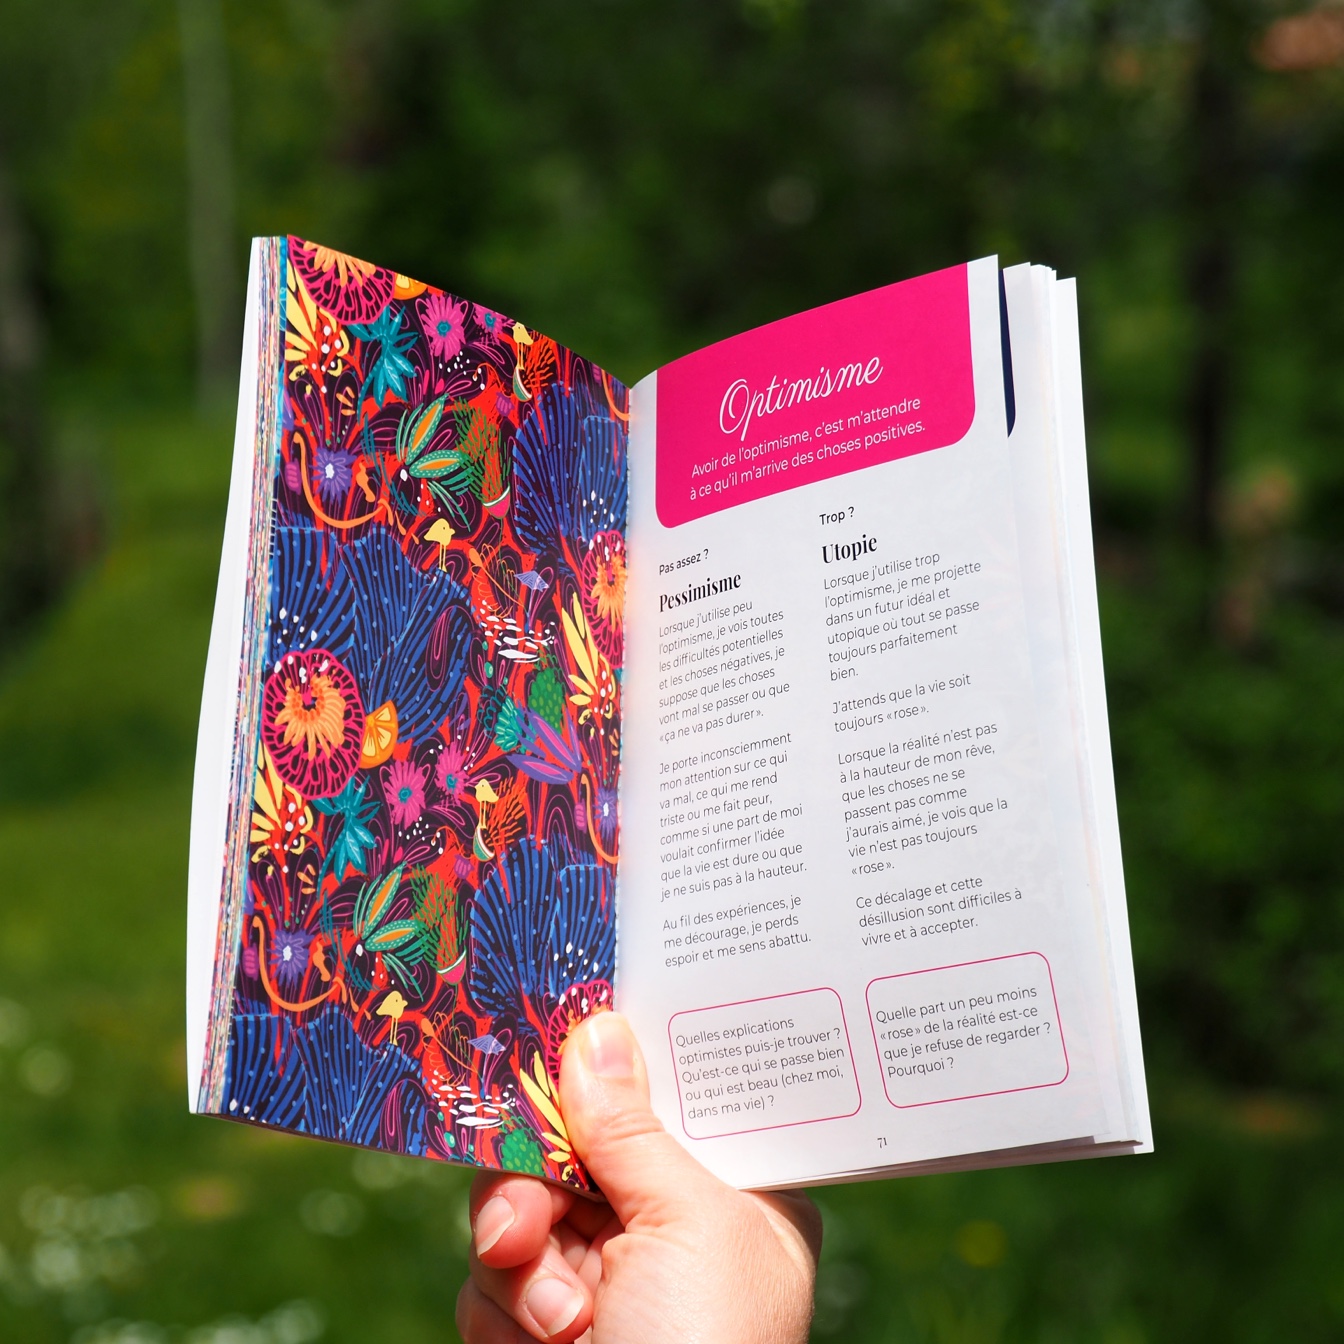 Optimisme
Avoir de l'optimisme, c'est m'attendre
à ce qu'il m'arrive des choses positives.
Pas assez ?
Pessimisme
Lorsque j'utilise peu
l'optimisme, je vois toutes
les difficultés potentielles
et les choses négatives, je
suppose que les choses
vont mal se passer ou que
«ça ne va pas durer».
Je porte inconsciemment
mon attention sur ce qui
va mal, ce qui me rend
triste ou me fait peur,
comme si une part de moi
voulait confirmer l'idée
que la vie est dure ou que
je ne suis pas à la hauteur.
Au fil des expériences, je
me décourage, je perds
espoir et me sens abattu.
Quelles explications
optimistes puis-je trouver ?
Qu'est-ce qui se passe bien
ou qui est beau (chez moi,
dans ma vie) ?
Trop ?
Utopie
Lorsque j'utilise trop
l'optimisme, je me projette
dans un futur idéal et
utopique où tout se passe
toujours parfaitement
bien.
J'attends que la vie soit
toujours «rose».
Lorsque la réalité n'est pas
à la hauteur de mon rêve,
que les choses ne se
passent pas comme
j'aurais aimé, je vois que la
vie n'est pas toujours
«rose».
Ce décalage et cette
désillusion sont difficiles à
vivre et à accepter.
Quelle part un peu moins
«rose» de la réalité est-ce
que je refuse de regarder ?
Pourquoi ?
71